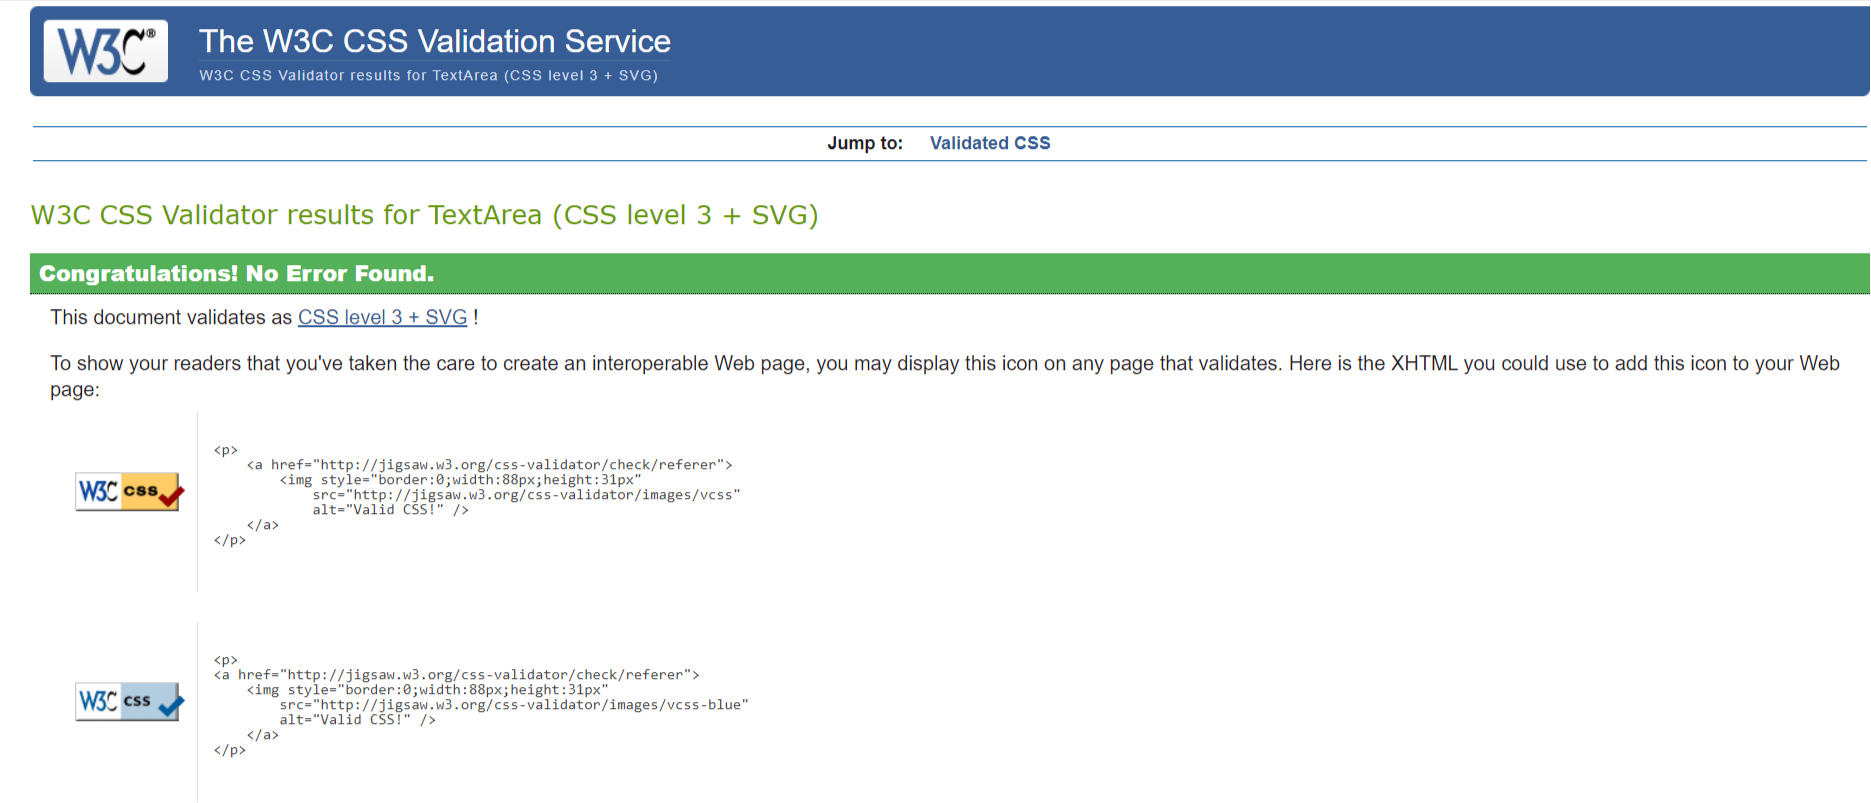 W3C®
The W3C CSS Validation Service
W3C CSS Validator results for TextArea (CSS level 3 + SVG)
Jump to: Validated CSS
W3C CSS Validator results for TextArea (CSS level 3 + SVG)
Congratulations! No Error Found.
This document validates as CSS level 3 + SVG !
To show your readers that you've taken the care to create an interoperable Web page, you may display this icon on any page that validates. Here is the XHTML you could use to add this icon to your Web
page:
W3C css
<p>
    <a href="http://jigsaw.w3.org/css-validator/check/referer">
        <img style="border:0;width:88px;height:31px"
            src="http://jigsaw.w3.org/css-validator/images/vcss"
            alt="Valid CSS!" />
    </a>
</p>
W3C css
<p>
<a href="http://jigsaw.w3.org/css-validator/check/referer">
    <img style="border:0;width:88px;height:31px"
        src="http://jigsaw.w3.org/css-validator/images/vcss-blue"
        alt="Valid CSS!" />
    </a>
</p>